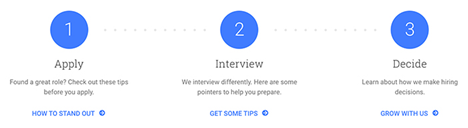 1
2
3
Apply
Interview
Decide
Found a great role? Check out these tips
before you apply.
We interview differently. Here are some
pointers to help you prepare.
Learn about how we make hiring
decisions.
HOW TO STAND OUT
GET SOME TIPS
GROW WITH US